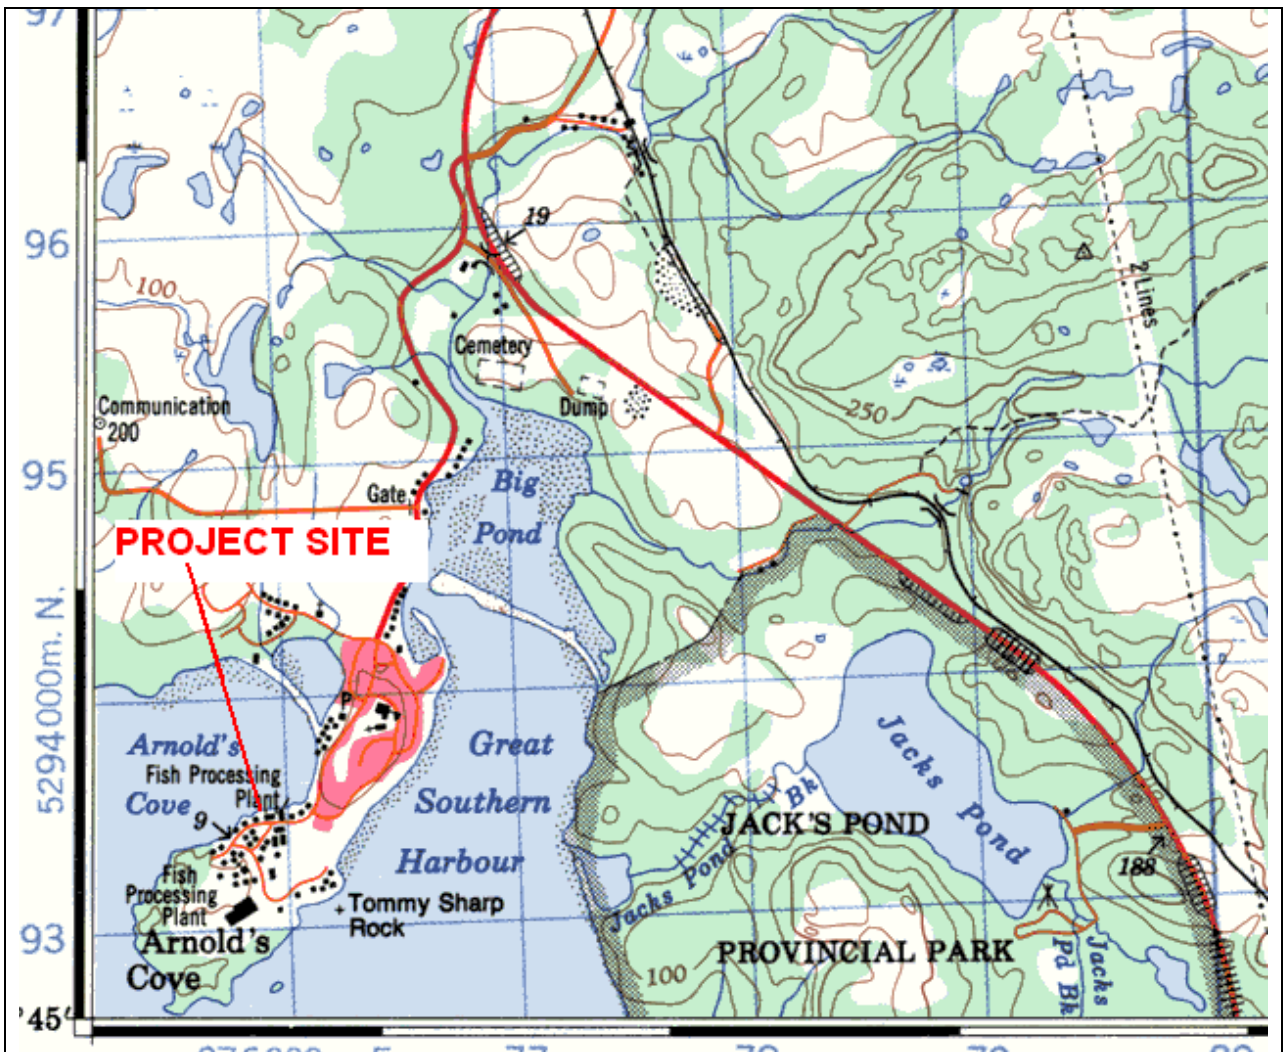 97
19
96
100
2 Lines
Cemetery
Communication
200
Dump
250
95
Big
Pond
Gate
PROJECT SITE
5294000m. N.
P
Arnold's
Cove
Great
Southern
Harbour
Fish Processing
Plant
9
Jacks Pond
JACK'S POND
Jacks Pond Bk
188
Fish
Processing
Plant
Tommy Sharp
Rock
93
Arnold's
Cove
PROVINCIAL PARK
100
Jacks
Pd Bk
45'
77